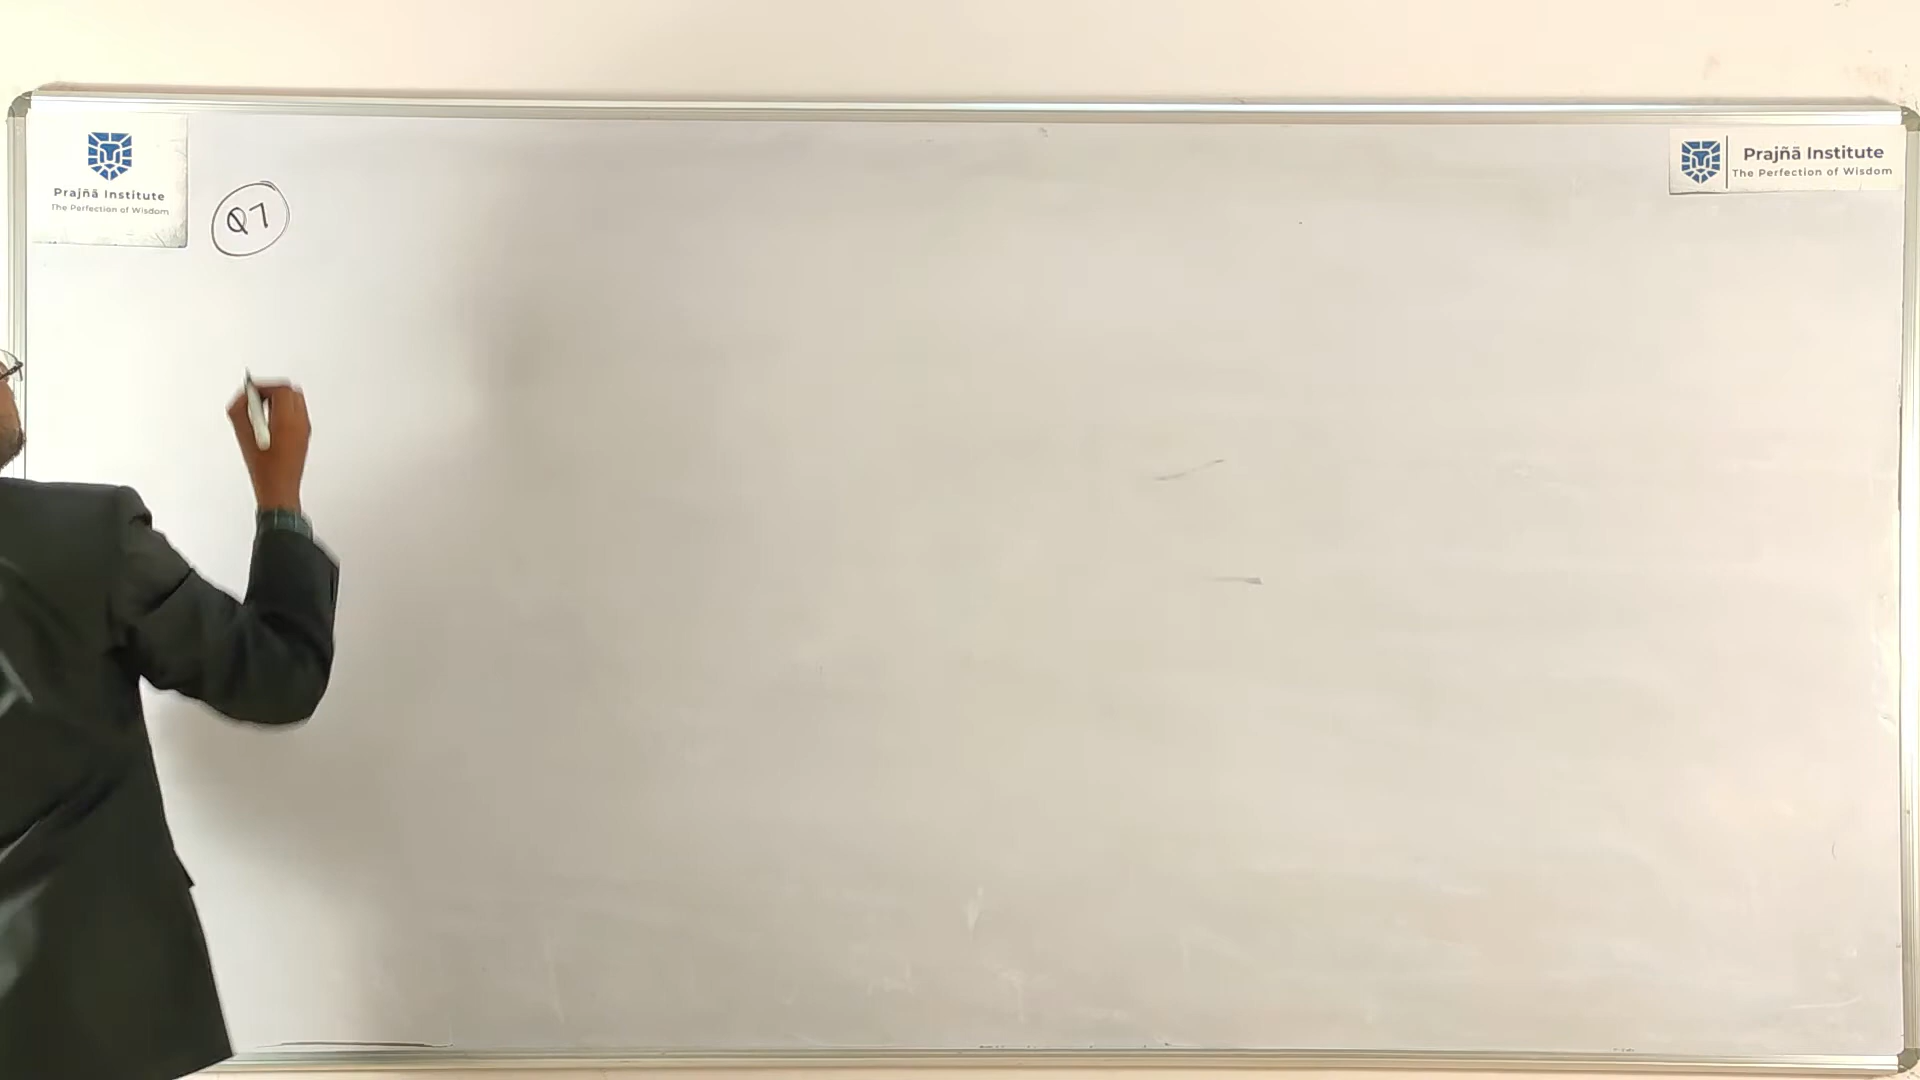 Prajñā Institute
The Perfection of Wisdom
Q7
Prajñā Institute
The Perfection of Wisdom